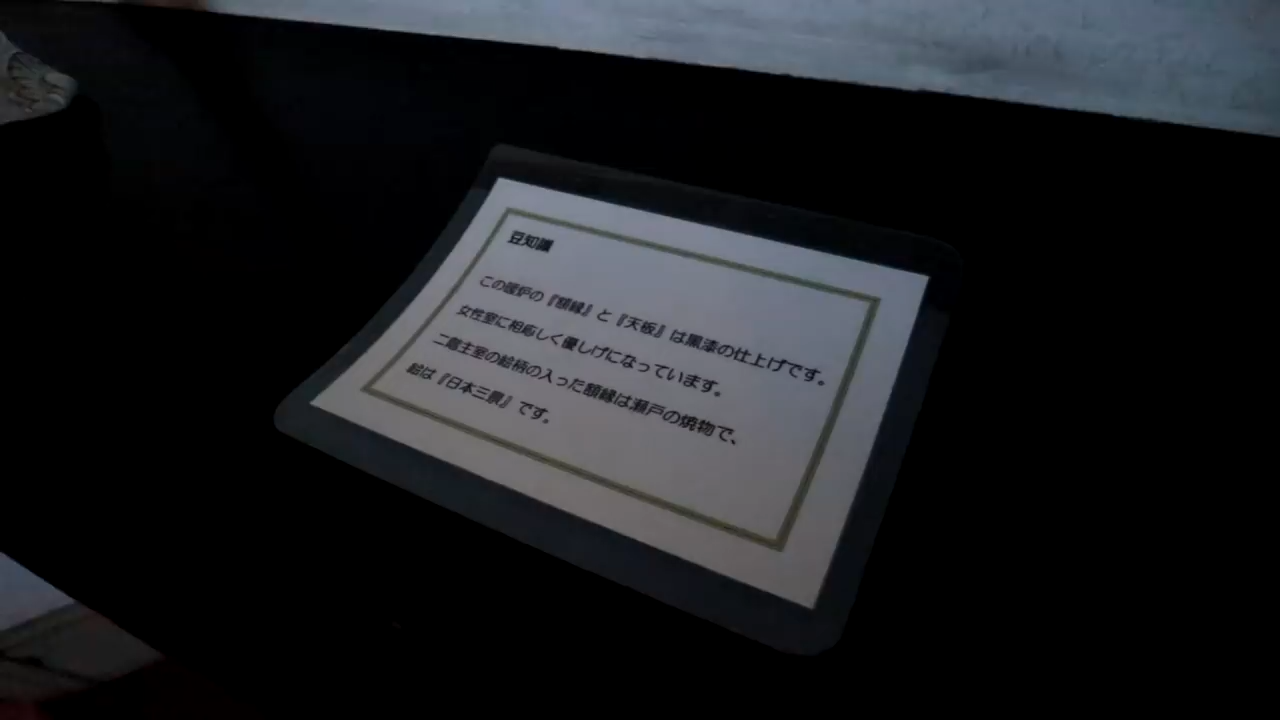 豆知識
この暖炉の『額縁』と『天板』は黒漆の仕上げです。
女性室に相応しく優しげになっています。
二階主室の絵柄の入った額縁は瀬戸の焼物で、
絵は『日本三景』です。